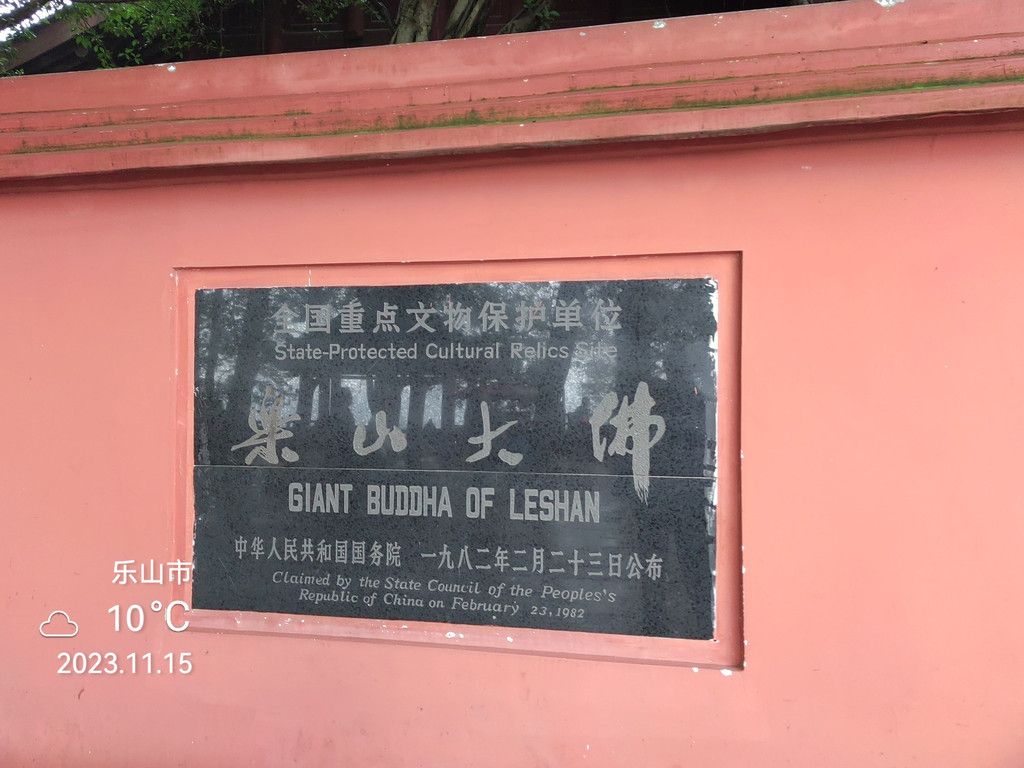 全国重点文物保护单位
State-Protected Cultural Relics Site
乐山大佛
GIANT BUDDHA OF LESHAN
中华人民共和国国务院 一九八二年二月二十三日公布
Claimed by the State Council of the Peoples's
Republic of China on February 23,1982
乐山市
10°C
2023.11.15